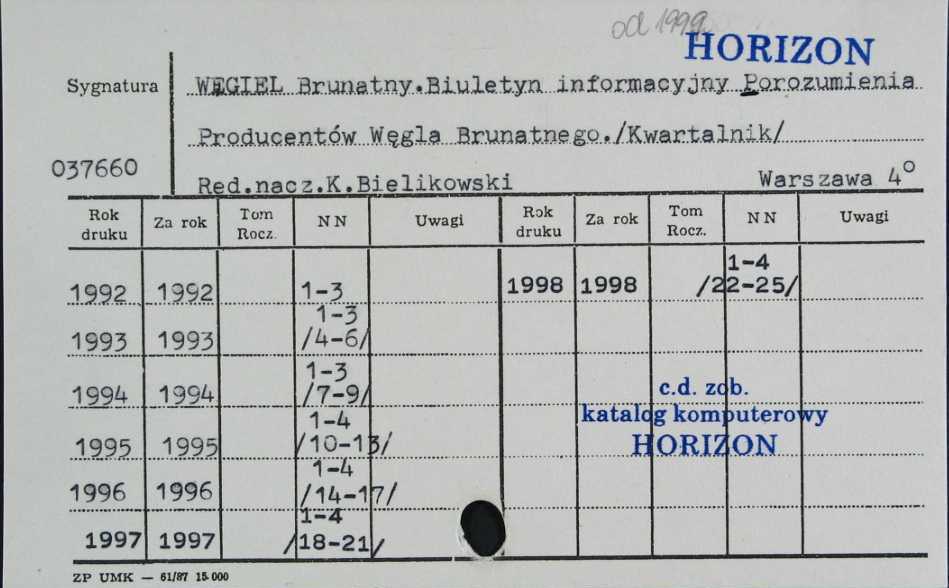 od 1999
HORIZON
Sygnatura WĘGIEL Brunatny.Biuletyn informacyjny Porozumienia
Producentów Węgla Brunatnego./Kwartalnik/
037660
Red.nacz.K.Bielikowski Warszawa 4°
Rok druku Za rok Tom Rocz. NN Uwagi Rok druku Za rok Tom Rocz. NN Uwagi
1992 1992 1-3 1998 1998 1-4 /22-25/
1993 1993 1-3 /4-6/
1994 1994 1-3 /7-9/
c.d. zob.
katalog komputerowy
HORIZON
1995 1995 1-4 /10-13/
1996 1996 1-4 /14-17/
1997 1997 1-4 /18-21/
ZP UMK — 61/87 15 000